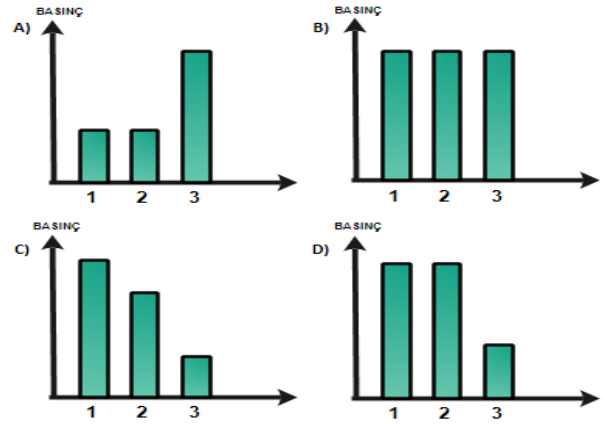 A) BASINÇ
1 2 3
B) BASINÇ
1 2 3
C) BASINÇ
1 2 3
D) BASINÇ
1 2 3